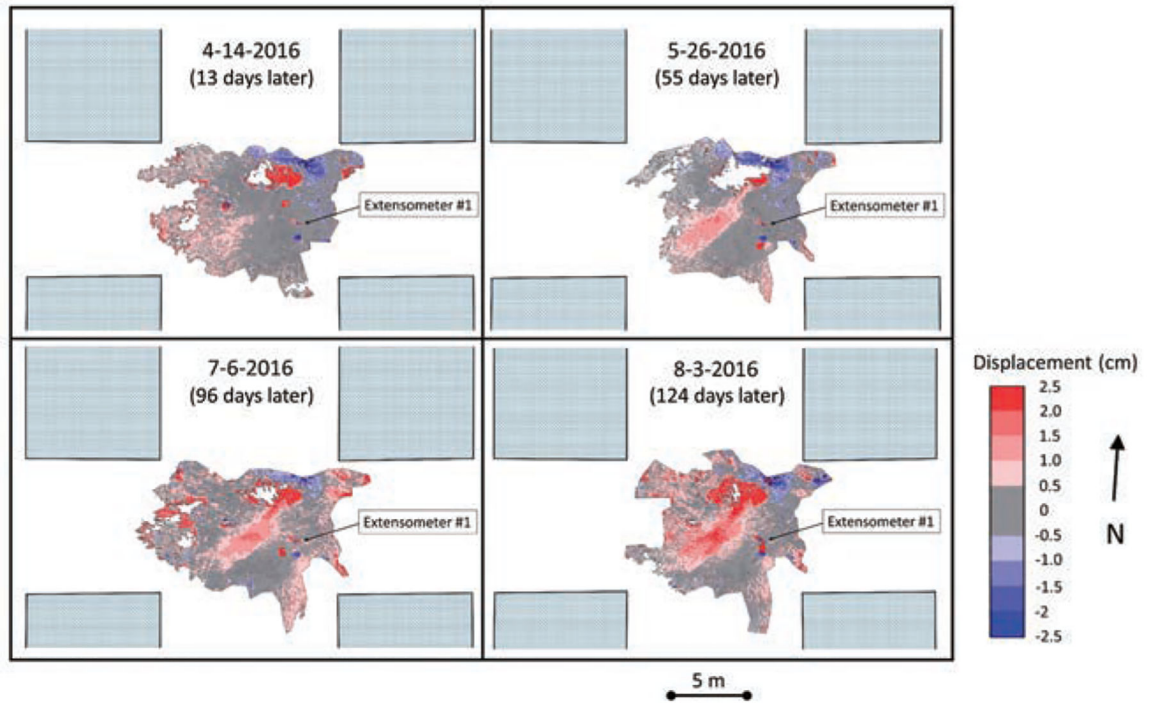 4-14-2016
(13 days later)
Extensometer #1
5-26-2016
(55 days later)
Extensometer #1
7-6-2016
(96 days later)
Extensometer #1
8-3-2016
(124 days later)
Extensometer #1
Displacement (cm)
2.5
2.0
1.5
1.0
0.5
0
-0.5
-1.0
-1.5
-2
-2.5
N
5 m